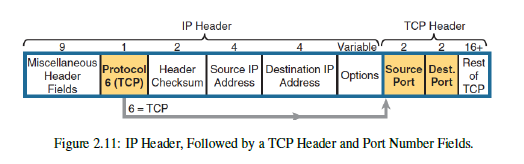 IP Header TCP Header
9 1 2 4 4 Variable 2 2 16+
Miscellaneous Header Fields
Protocol 6 (TCP)
Header Checksum
Source IP Address
Destination IP Address
Options
Source Port
Dest. Port
Rest of TCP
6 = TCP
Figure 2.11: IP Header, Followed by a TCP Header and Port Number Fields.